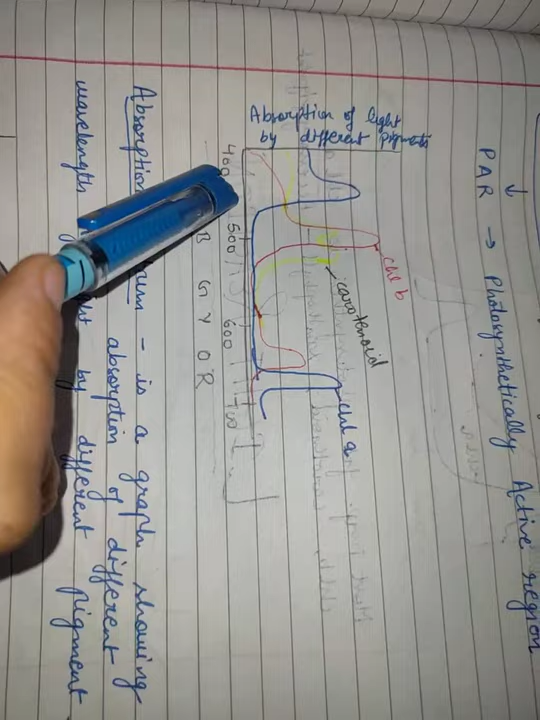 ↓
PAR → Photosynthetically Active region
Absorption of light
by different pigments
chl b
carotenoid
chl a
400 500 600 700
B G Y O R
Absorption - is a graph showing
absorption of different
wavelength by different pigment